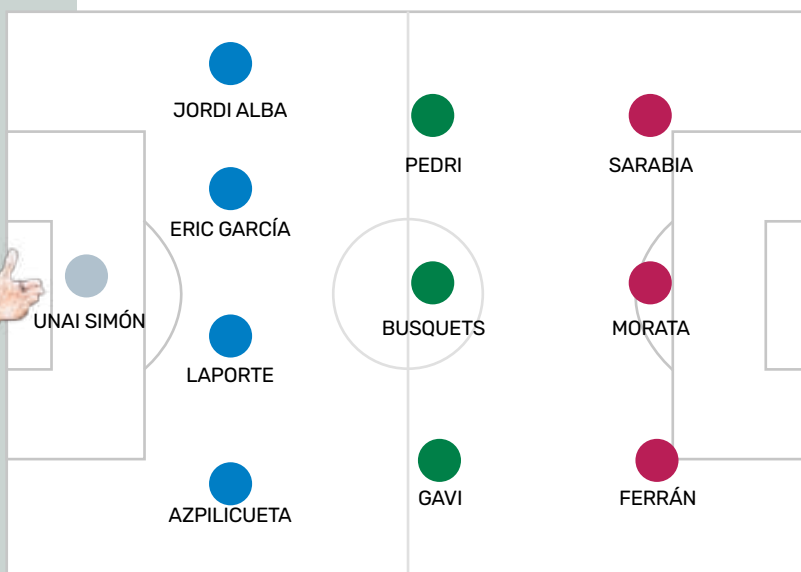 JORDI ALBA
PEDRI
SARABIA
ERIC GARCÍA
UNAI SIMÓN
BUSQUETS
MORATA
LAPORTE
GAVI
FERRÁN
AZPILICUETA